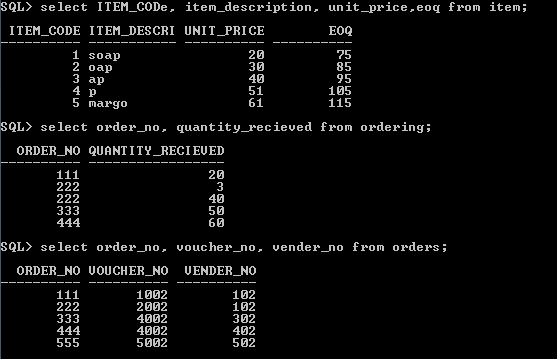 SQL> select ITEM_CODe, item_description, unit_price,eoq from item;
ITEM_CODE ITEM_DESCRI UNIT_PRICE EOQ
---------- ----------- ---------- ----------
1 soap 20 75
2 oap 30 85
3 ap 40 95
4 p 51 105
5 margo 61 115
SQL> select order_no, quantity_recieved from ordering;
ORDER_NO QUANTITY_RECIEVED
---------- -----------------
111 20
222 3
222 40
333 50
444 60
SQL> select order_no, voucher_no, vender_no from orders;
ORDER_NO VOUCHER_NO VENDER_NO
---------- ---------- ----------
111 1002 102
222 2002 102
333 4002 302
444 4002 402
555 5002 502